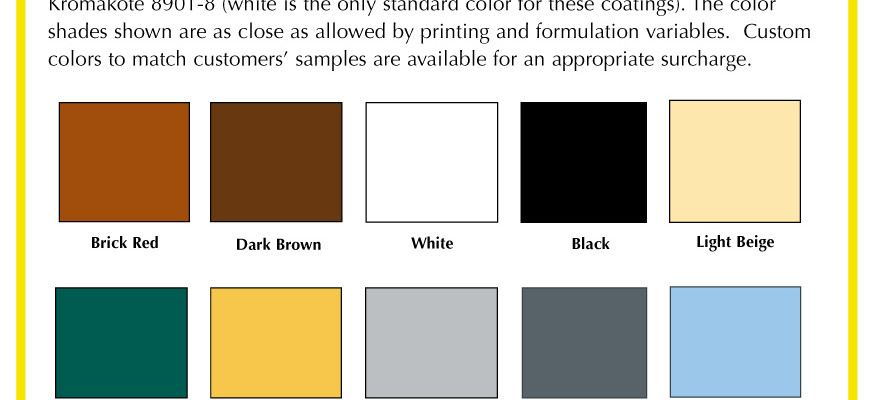 Kromakote 8901-8 (white is the only standard color for these coatings). The color
shades shown are as close as allowed by printing and formulation variables.  Custom
colors to match customers’ samples are available for an appropriate surcharge.
Brick Red
Dark Brown
White
Black
Light Beige